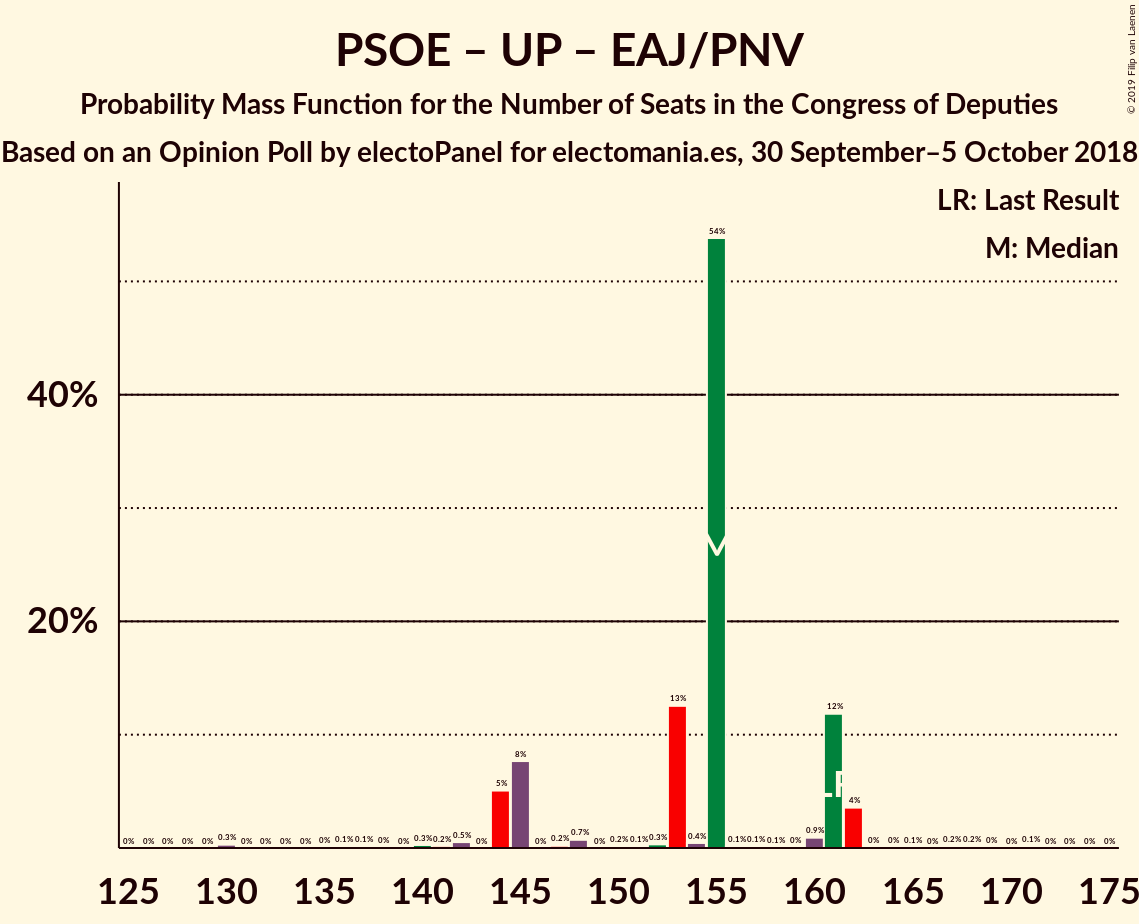 PSOE – UP – EAJ/PNV
Probability Mass Function for the Number of Seats in the Congress of Deputies
Based on an Opinion Poll by electoPanel for electomania.es, 30 September–5 October 2018
© 2019 Filip van Laenen
LR: Last Result
M: Median
40%
20%
0% 0% 0% 0% 0% 0.3% 0% 0% 0% 0% 0% 0.1% 0.1% 0% 0% 0.3% 0.2% 0.5% 0% 5% 8% 0% 0.2% 0.7% 0% 0.2% 0.1% 0.3% 13% 0.4% 54% 0.1% 0.1% 0.1% 0% 0.9% 12% 4% 0% 0% 0.1% 0% 0.2% 0.2% 0% 0% 0.1% 0% 0% 0% 0%
M
LR
125 130 135 140 145 150 155 160 165 170 175